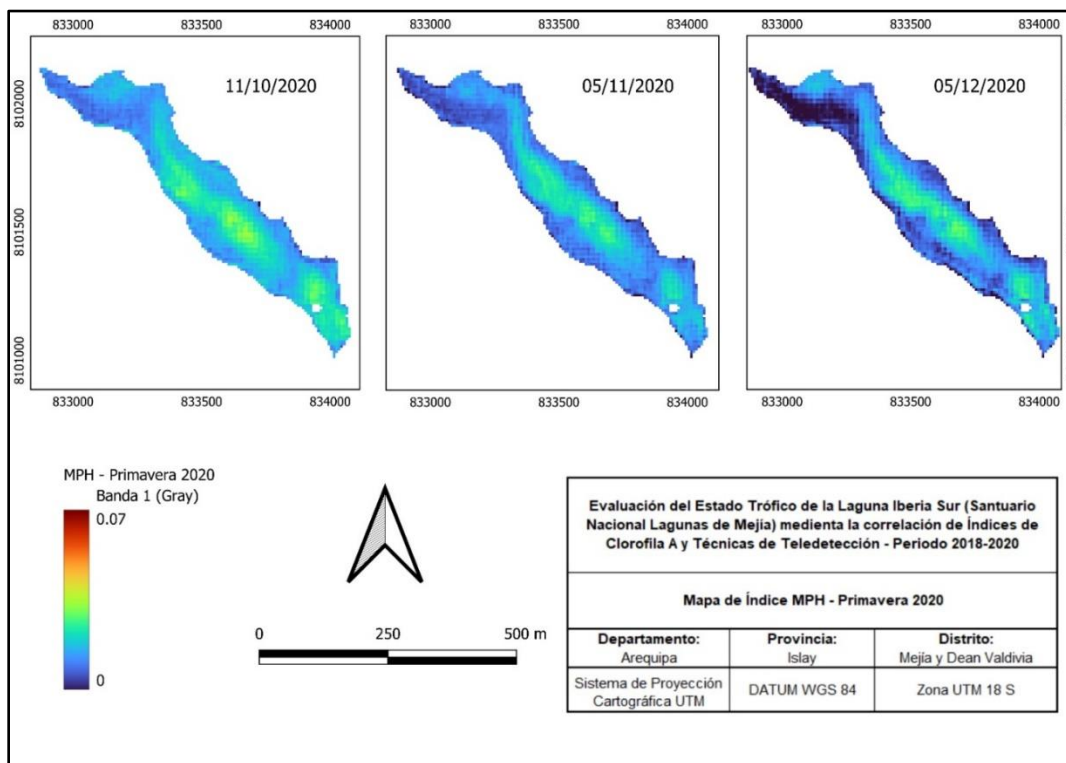 833000 833500 834000
833000 833500 834000
833000 833500 834000
11/10/2020
05/11/2020
05/12/2020
8102000
8101500
8101000
833000 833500 834000
833000 833500 834000
833000 833500 834000
MPH - Primavera 2020
Banda 1 (Gray)
0.07
0
0 250 500 m
Evaluación del Estado Trófico de la Laguna Iberia Sur (Santuario
Nacional Lagunas de Mejía) medienta la correlación de Índices de
Clorofila A y Técnicas de Teledetección - Periodo 2018-2020
Mapa de Índice MPH - Primavera 2020
Departamento:
Arequipa
Provincia:
Islay
Distrito:
Mejía y Dean Valdivia
Sistema de Proyección
Cartográfica UTM
DATUM WGS 84
Zona UTM 18 S